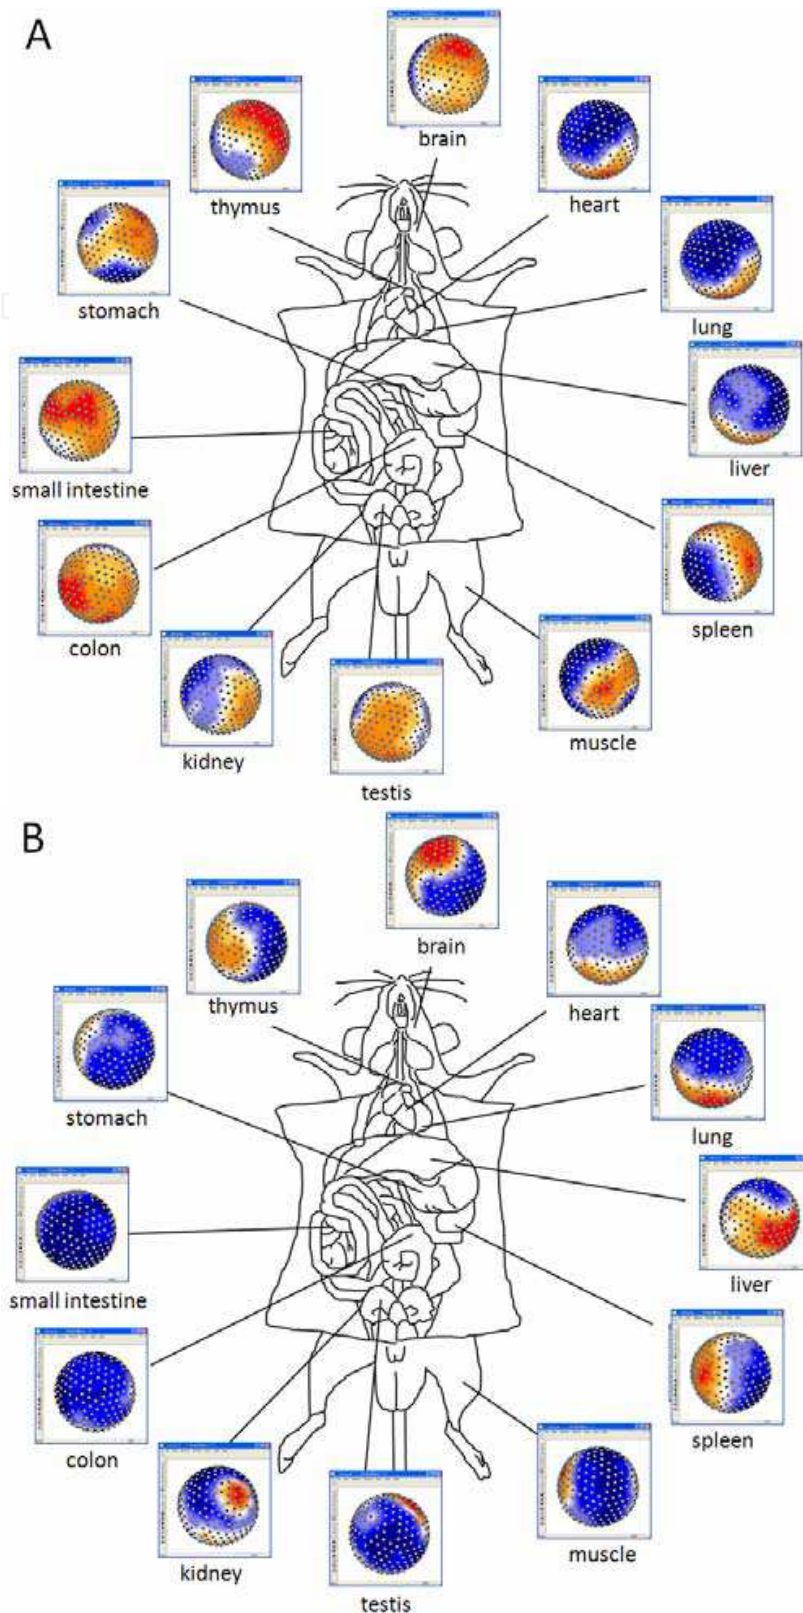 A
brain
thymus
heart
stomach
lung
small intestine
liver
colon
spleen
kidney
muscle
testis
B
brain
thymus
heart
stomach
lung
small intestine
liver
colon
spleen
kidney
muscle
testis